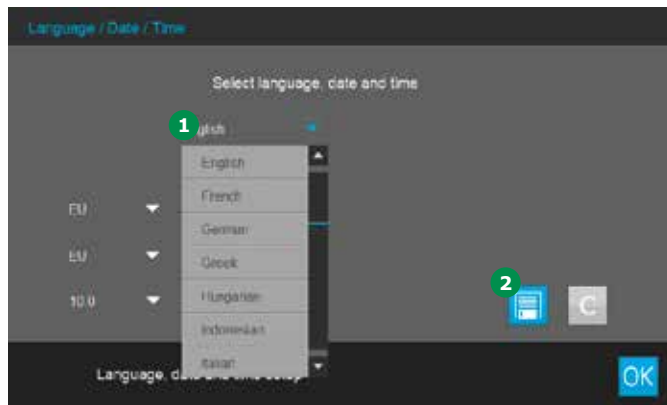 Language / Date / Time
Select language, date and time
1
glish
English
French
EU
German
EU
Greek
2
10.0
Hungarian
C
Indonesian
Italian
Language, d
OK